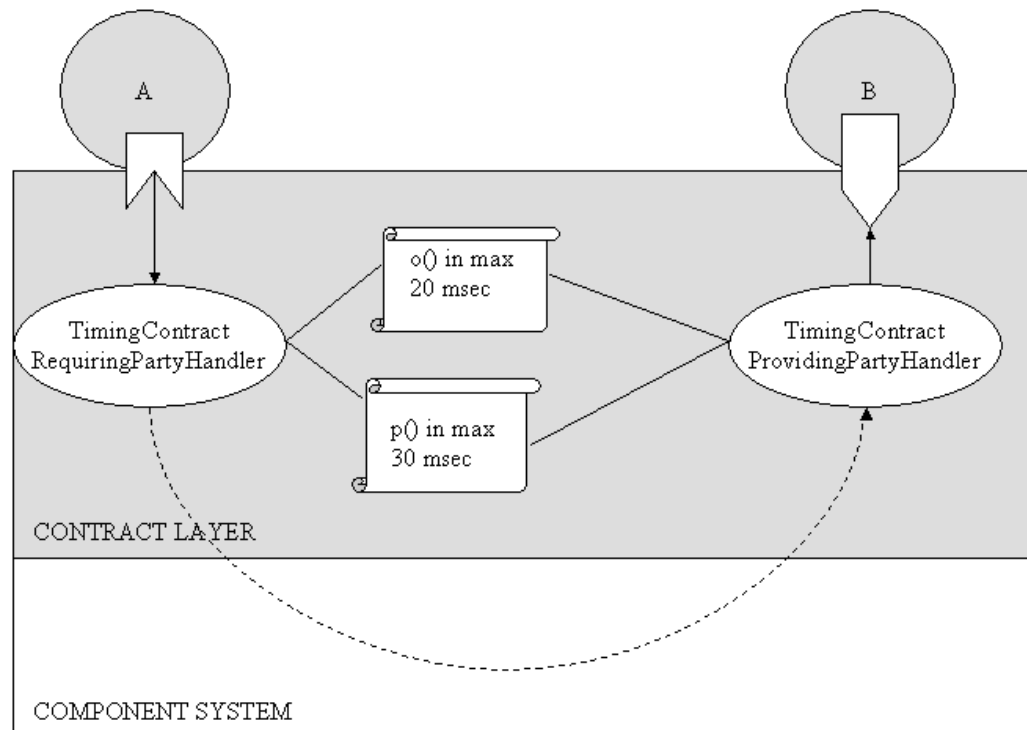 A
B
o() in max
20 msec
TimingContract
RequiringPartyHandler
TimingContract
ProvidingPartyHandler
p() in max
30 msec
CONTRACT LAYER
COMPONENT SYSTEM